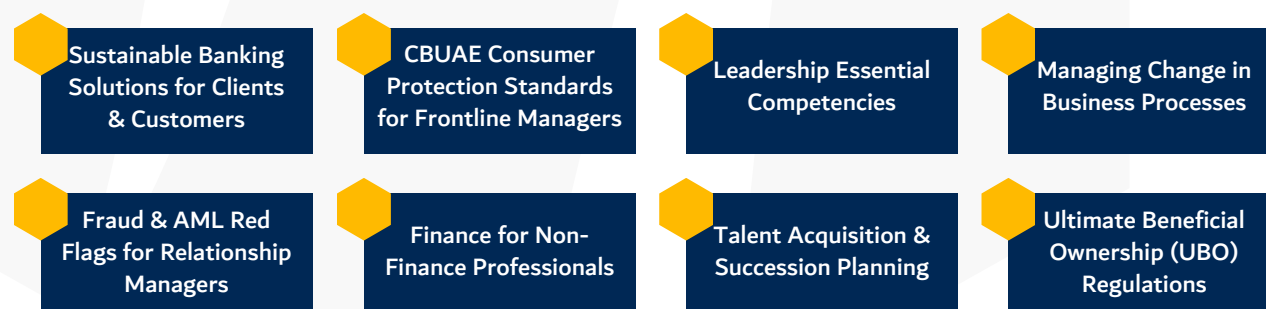 Sustainable Banking
Solutions for Clients
& Customers
CBUAE Consumer
Protection Standards
for Frontline Managers
Leadership Essential
Competencies
Managing Change in
Business Processes
Fraud & AML Red
Flags for Relationship
Managers
Finance for Non-
Finance Professionals
Talent Acquisition &
Succession Planning
Ultimate Beneficial
Ownership (UBO)
Regulations